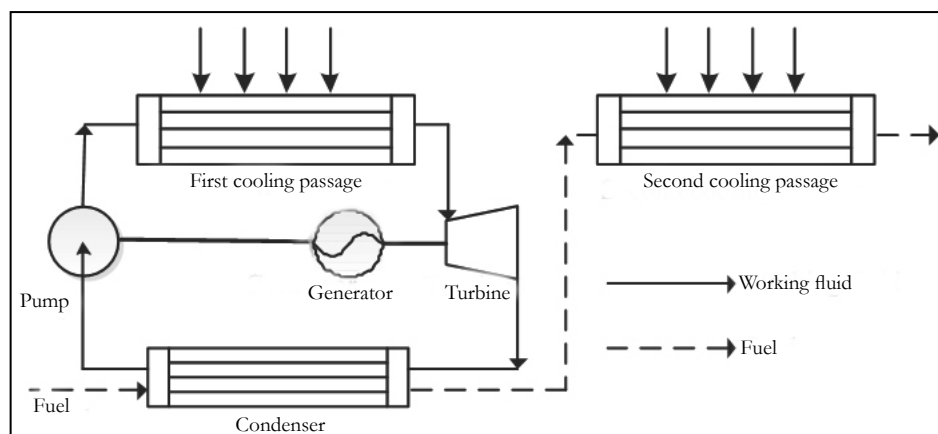 First cooling passage
Second cooling passage
Pump
Generator
Turbine
Working fluid
Fuel
Fuel
Condenser